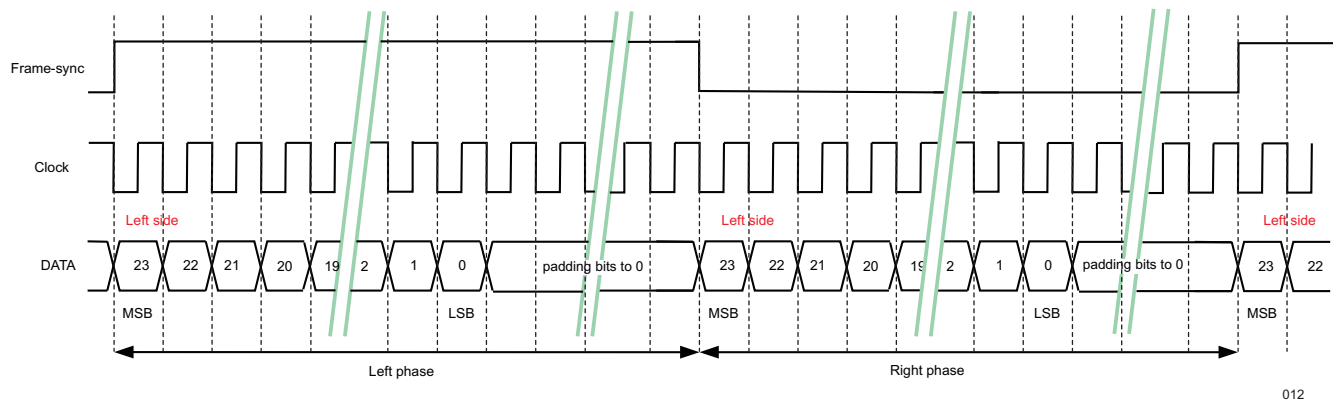 Frame-sync
Clock
Left side Left side Left side
DATA 23 22 21 20 19 2 1 0 padding bits to 0 23 22 21 20 19 2 1 0 padding bits to 0 23 22
MSB LSB MSB LSB MSB
Left phase Right phase
012